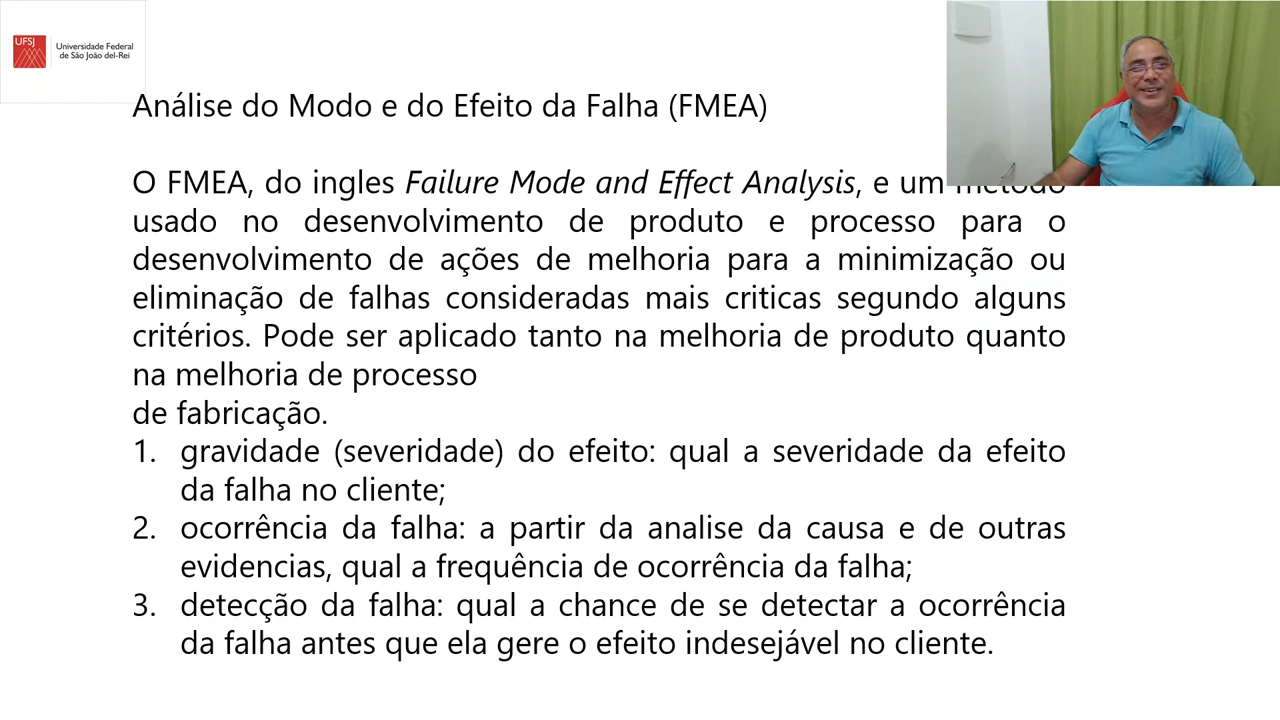 UFSJ
Universidade Federal
de São João del-Rei
Análise do Modo e do Efeito da Falha (FMEA)
O FMEA, do ingles Failure Mode and Effect Analysis, e um método
usado no desenvolvimento de produto e processo para o
desenvolvimento de ações de melhoria para a minimização ou
eliminação de falhas consideradas mais criticas segundo alguns
critérios. Pode ser aplicado tanto na melhoria de produto quanto
na melhoria de processo
de fabricação.
1. gravidade (severidade) do efeito: qual a severidade da efeito
da falha no cliente;
2. ocorrência da falha: a partir da analise da causa e de outras
evidencias, qual a frequência de ocorrência da falha;
3. detecção da falha: qual a chance de se detectar a ocorrência
da falha antes que ela gere o efeito indesejável no cliente.